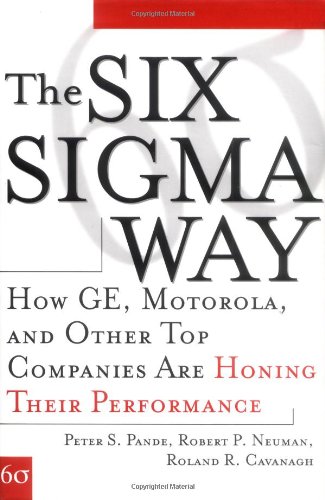 The SIX
SIGMA
WAY
HOW GE, MOTOROLA,
AND OTHER TOP
COMPANIES ARE HONING
THEIR PERFORMANCE
PETER S. PANDE, ROBERT P. NEUMAN,
ROLAND R. CAVANAGH
6σ